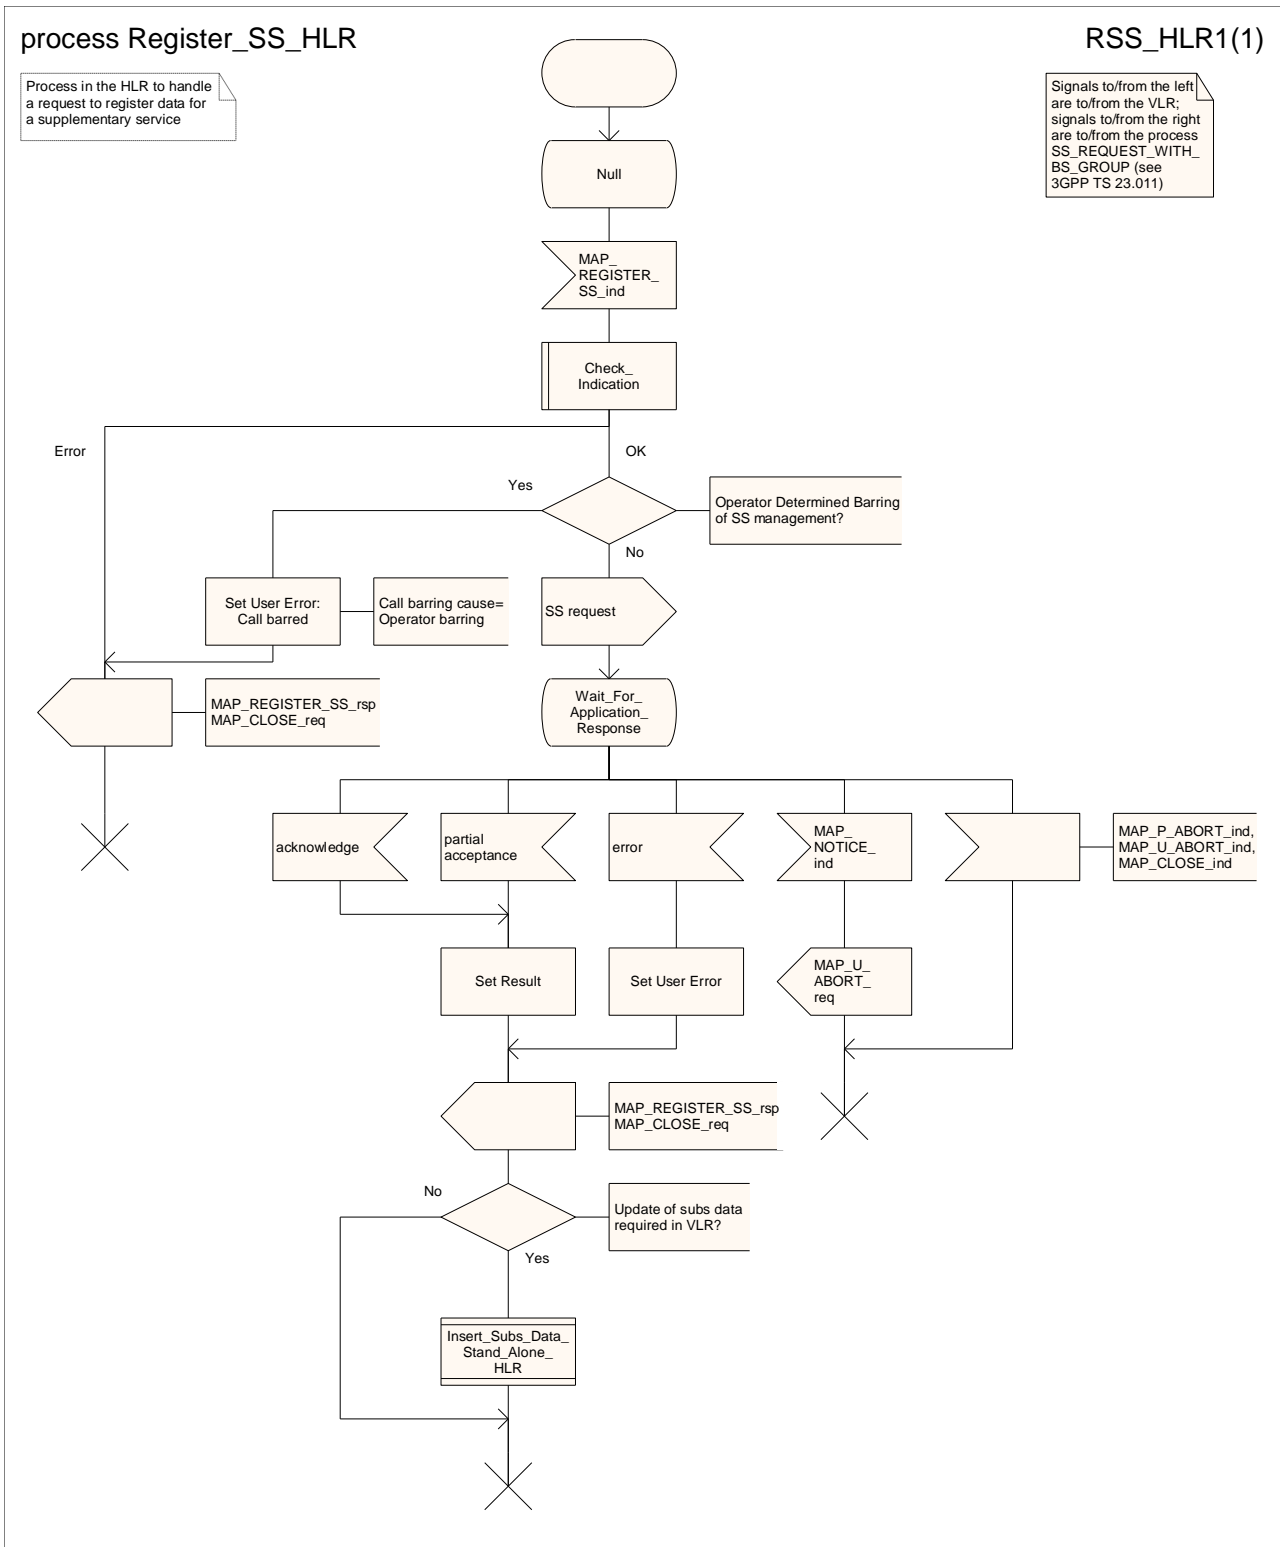 process Register_SS_HLR
RSS_HLR1(1)
Process in the HLR to handle
a request to register data for
a supplementary service
Signals to/from the left
are to/from the VLR;
signals to/from the right
are to/from the process
SS_REQUEST_WITH_
BS_GROUP (see
3GPP TS 23.011)
Null
MAP_
REGISTER_
SS_ind
Check_
Indication
Error
OK
Yes
Operator Determined Barring
of SS management?
No
Set User Error:
Call barred
Call barring cause=
Operator barring
SS request
MAP_REGISTER_SS_rsp
MAP_CLOSE_req
Wait_For_
Application_
Response
acknowledge
partial
acceptance
error
MAP_
NOTICE_
ind
MAP_P_ABORT_ind,
MAP_U_ABORT_ind,
MAP_CLOSE_ind
Set Result
Set User Error
MAP_U_
ABORT_
req
MAP_REGISTER_SS_rsp
MAP_CLOSE_req
No
Update of subs data
required in VLR?
Yes
Insert_Subs_Data_
Stand_Alone_
HLR